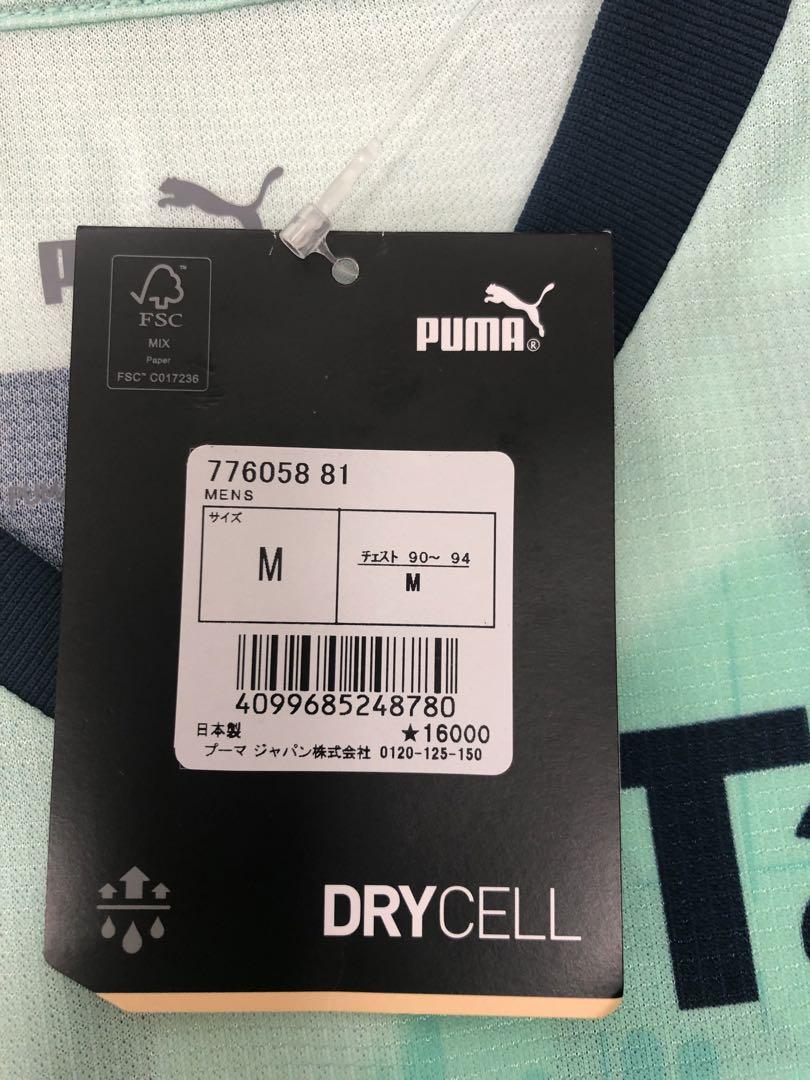 FSC™
MIX
Paper
FSC™ C017236
PUMA®
776058 81
MENS
サイズ
M
チェスト 90～ 94
M
4099685248780
日本製
★16000
プーマ ジャパン株式会社 0120-125-150
DRYCELL
T